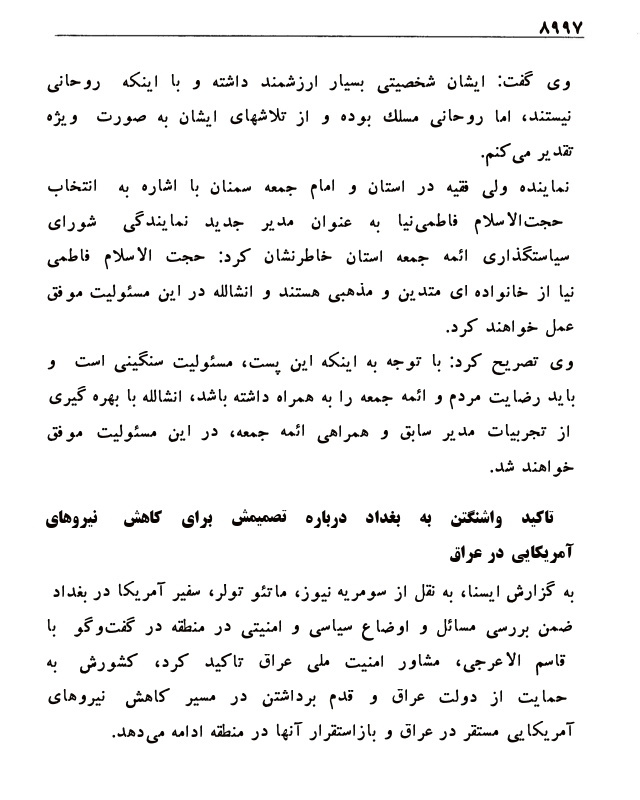 ۸۹۹۷
وی گفت: ایشان شخصیتی بسیار ارزشمند داشته و با اینکه روحانی
نیستند، اما روحانی مسلك بوده و از تلاشهای ایشان به صورت ویژه
تقدیر می‌کنم.
نماینده ولی فقیه در استان و امام جمعه سمنان با اشاره به انتخاب
حجت‌الاسلام فاطمی‌نیا به عنوان مدیر جدید نمایندگی شورای
سیاستگذاری ائمه جمعه استان خاطرنشان کرد: حجت الاسلام فاطمی
نیا از خانواده ای متدین و مذهبی هستند و انشالله در این مسئولیت موفق
عمل خواهند کرد.
وی تصریح کرد: با توجه به اینکه این پست، مسئولیت سنگینی است و
باید رضایت مردم و ائمه جمعه را به همراه داشته باشد، انشالله با بهره گیری
از تجربیات مدیر سابق و همراهی ائمه جمعه، در این مسئولیت موفق
خواهند شد.
تاکید واشنگتن به بغداد درباره تصمیمش برای کاهش نیروهای
آمریکایی در عراق
به گزارش ایسنا، به نقل از سومریه نیوز، ماتئو تولر، سفیر آمریکا در بغداد
ضمن بررسی مسائل و اوضاع سیاسی و امنیتی در منطقه در گفت‌وگو با
قاسم الاعرجی، مشاور امنیت ملی عراق تاکید کرد، کشورش به
حمایت از دولت عراق و قدم برداشتن در مسیر کاهش نیروهای
آمریکایی مستقر در عراق و بازاستقرار آنها در منطقه ادامه می‌دهد.